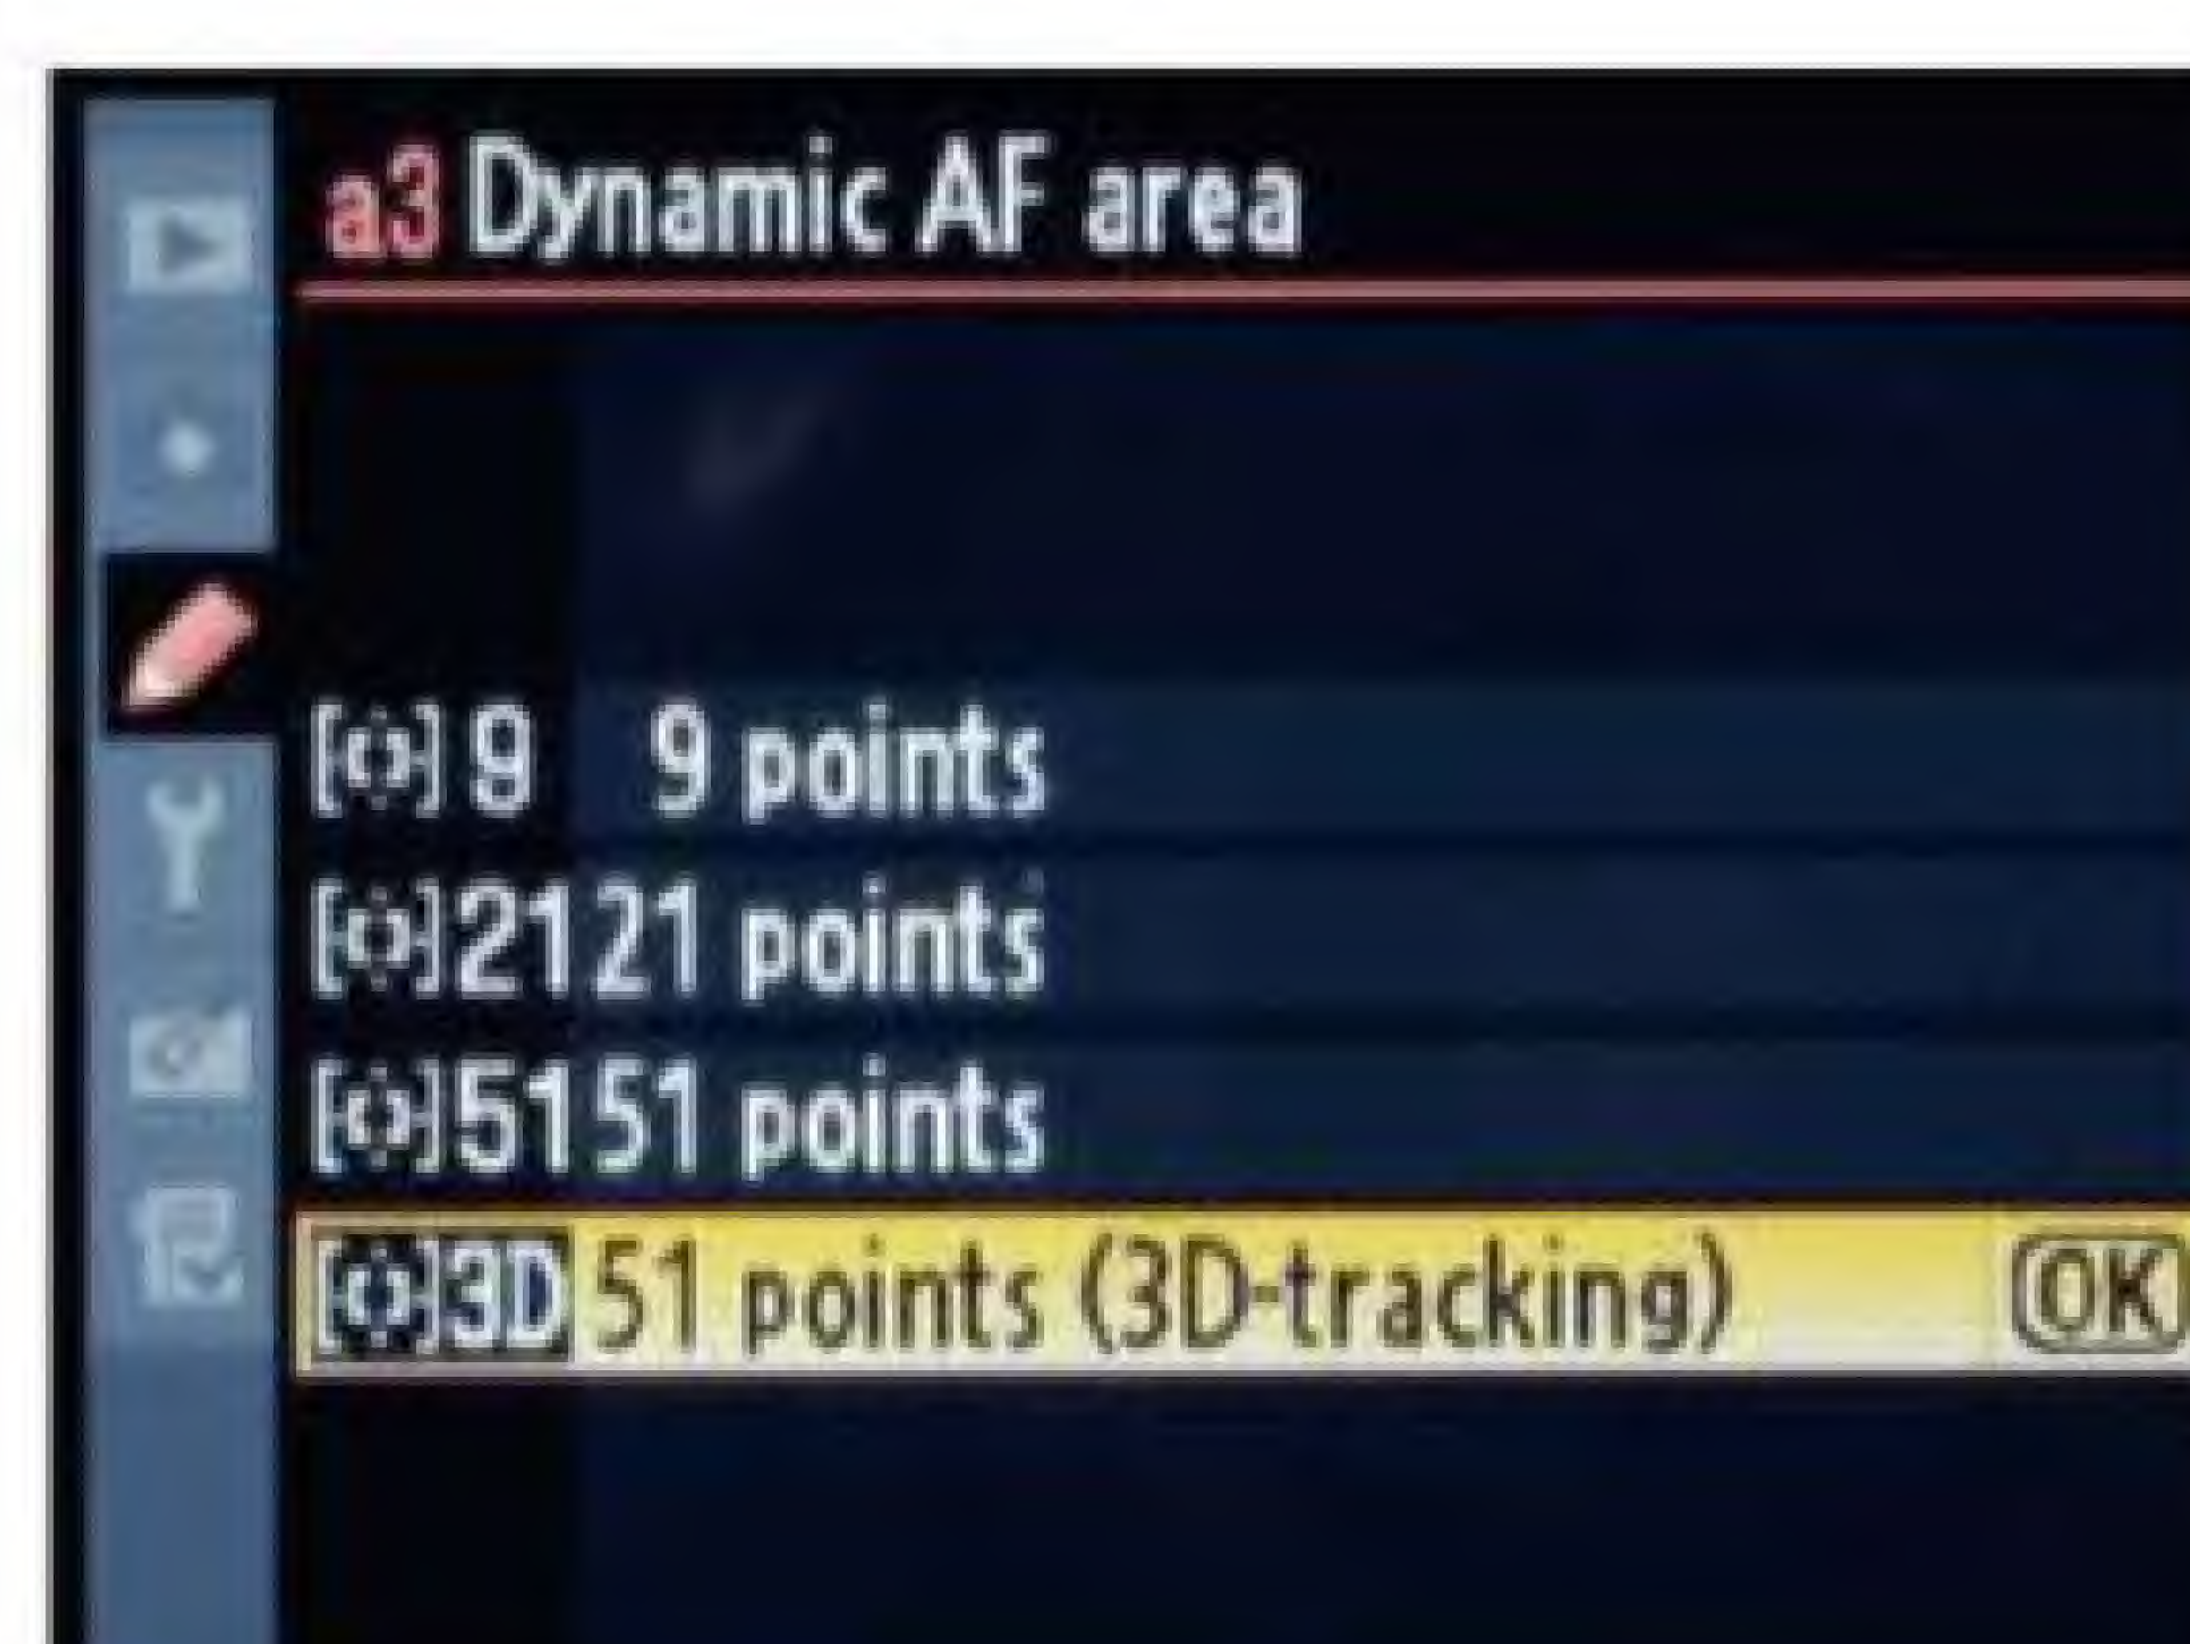 a3 Dynamic AF area
[ ] 9 9 points
[ ] 21 21 points
[ ] 51 51 points
[ ] 3D 51 points (3D-tracking) OK